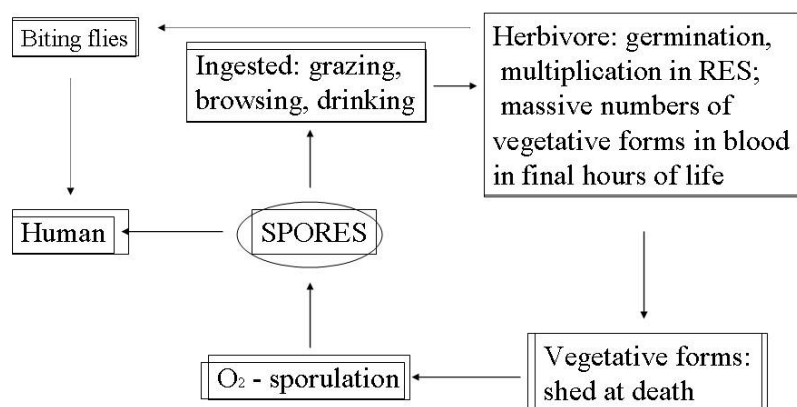 Biting flies
Ingested: grazing,
browsing, drinking
Herbivore: germination,
multiplication in RES;
massive numbers of
vegetative forms in blood
in final hours of life
Human
SPORES
O₂ - sporulation
Vegetative forms:
shed at death